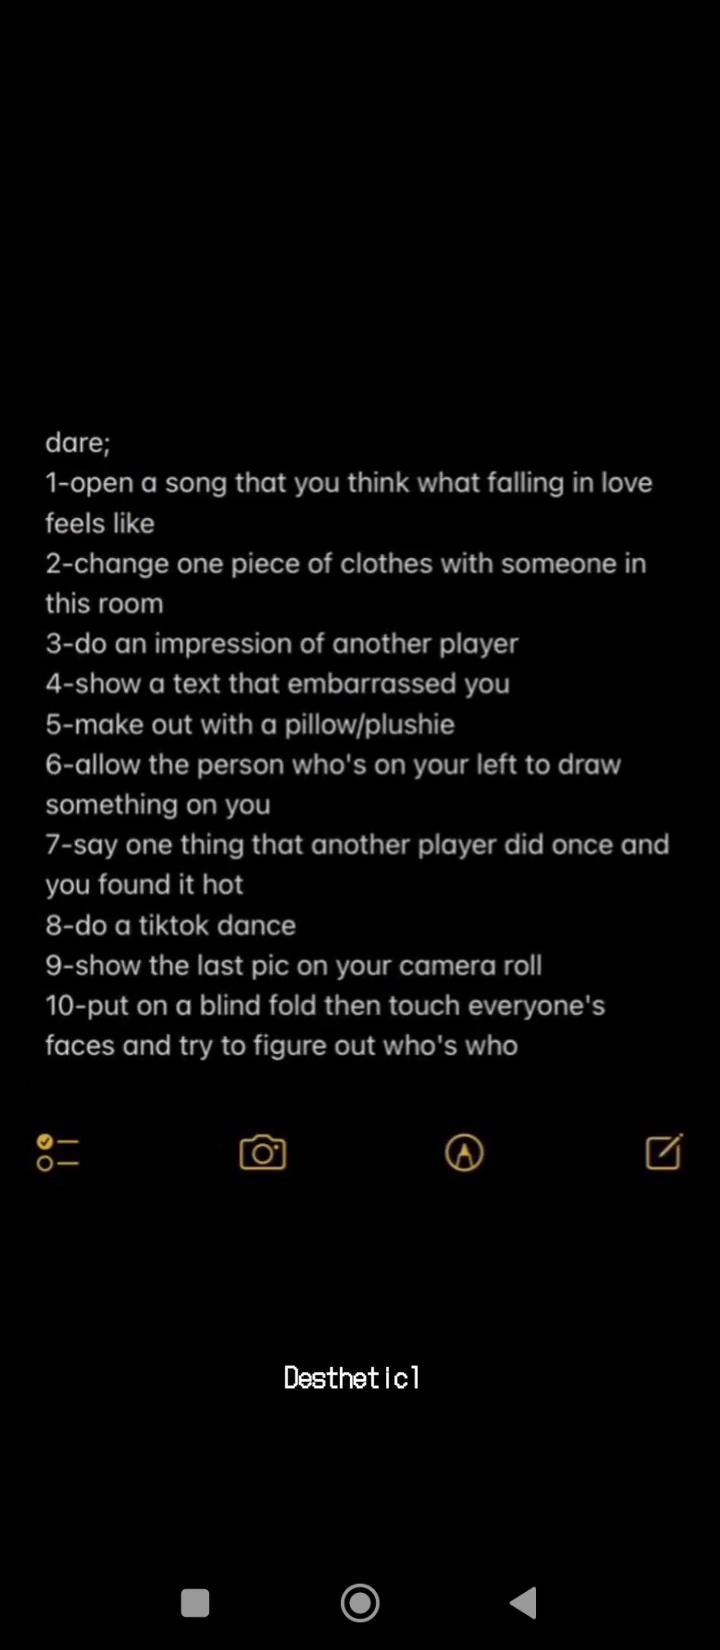 dare;
1-open a song that you think what falling in love
feels like
2-change one piece of clothes with someone in
this room
3-do an impression of another player
4-show a text that embarrassed you
5-make out with a pillow/plushie
6-allow the person who's on your left to draw
something on you
7-say one thing that another player did once and
you found it hot
8-do a tiktok dance
9-show the last pic on your camera roll
10-put on a blind fold then touch everyone's
faces and try to figure out who's who
Desthetic1